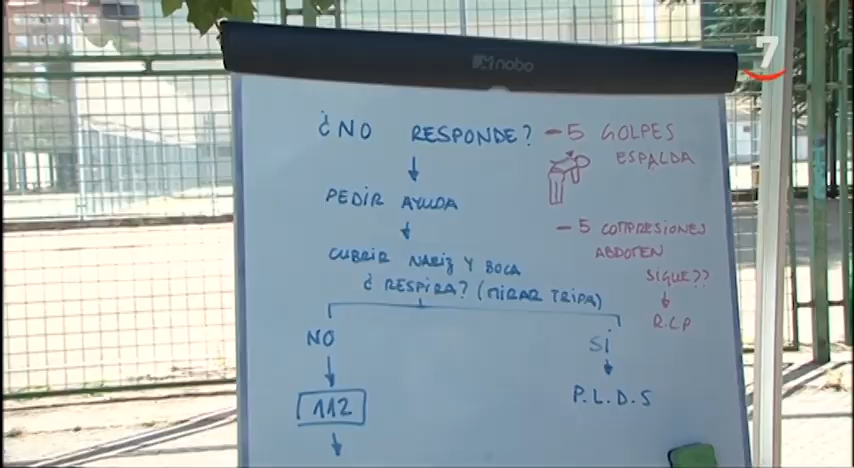 7
nobo
¿NO RESPONDE?
PEDIR AYUDA
CUBRIR NARIZ Y BOCA
¿RESPIRA? (MIRAR TRIPA)
NO
SI
112
P.L.D.S
- 5 GOLPES
ESPALDA
- 5 COMPRESIONES
ABDOMEN
SIGUE??
R.C.P